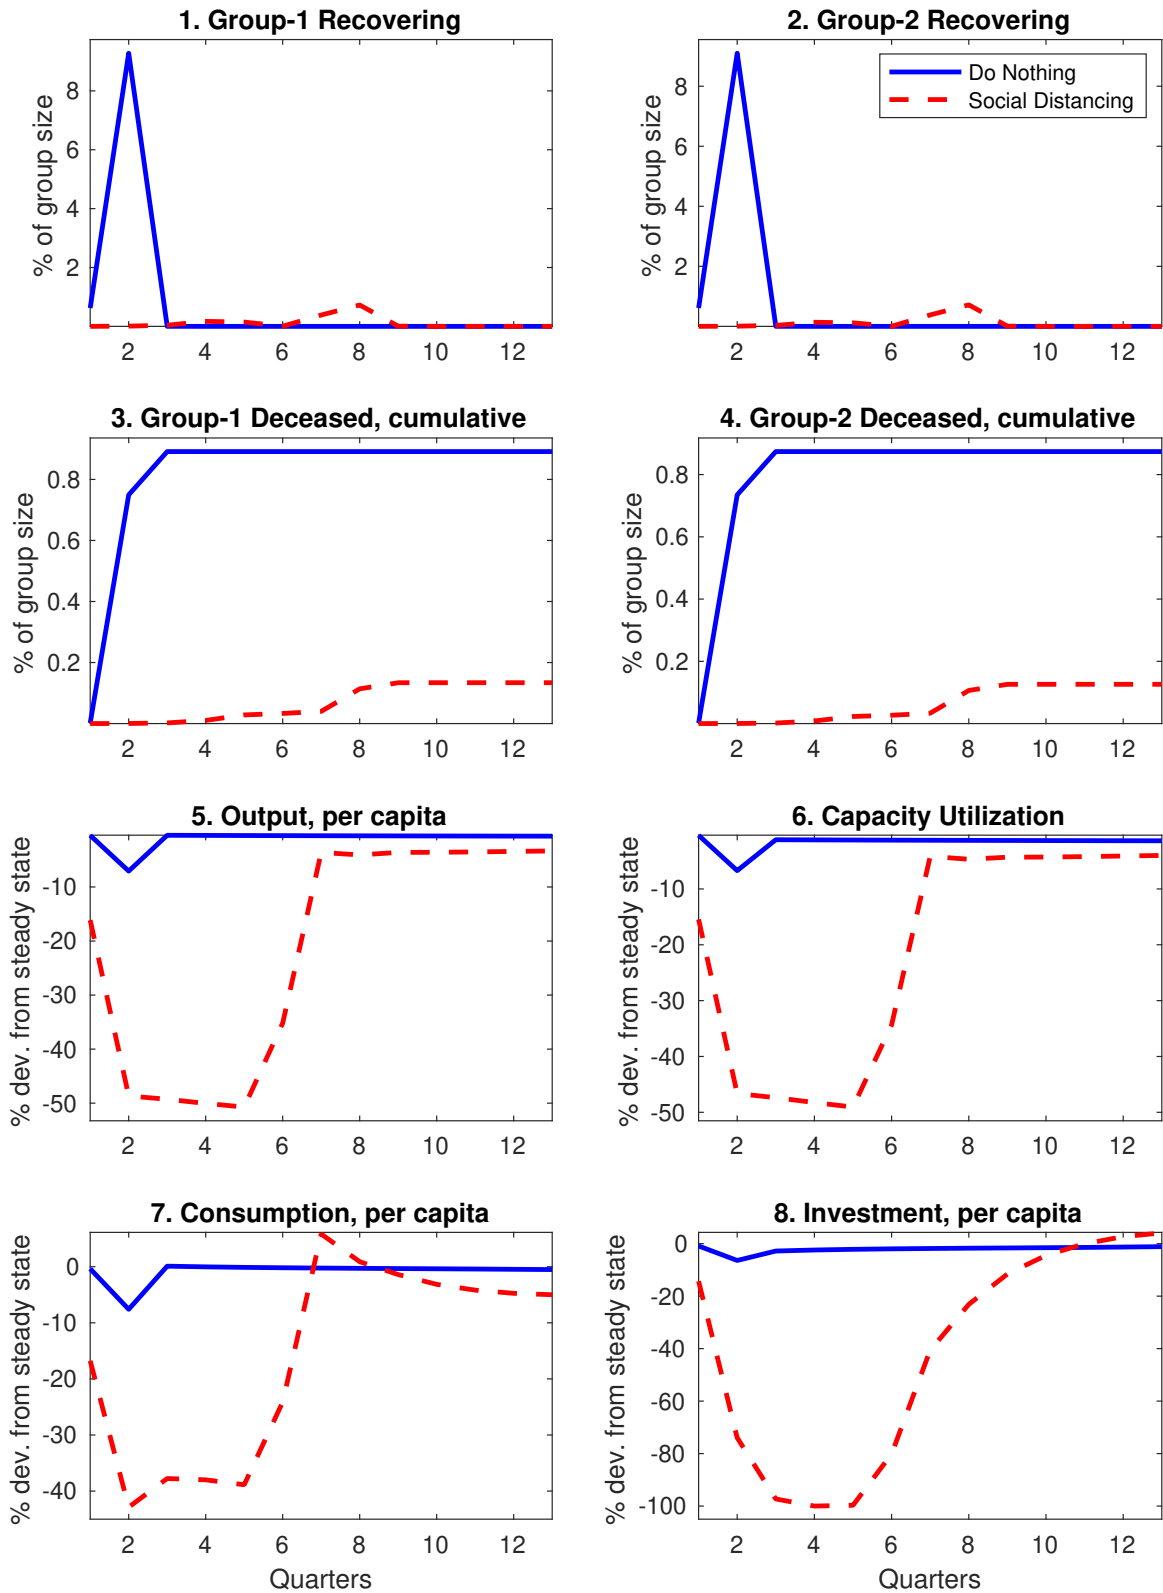 1. Group-1 Recovering
% of group size
8
6
4
2
2 4 6 8 10 12
2. Group-2 Recovering
% of group size
8
6
4
2
2 4 6 8 10 12
Do Nothing
Social Distancing
3. Group-1 Deceased, cumulative
% of group size
0.8
0.6
0.4
0.2
2 4 6 8 10 12
4. Group-2 Deceased, cumulative
% of group size
0.8
0.6
0.4
0.2
2 4 6 8 10 12
5. Output, per capita
% dev. from steady state
-10
-20
-30
-40
-50
2 4 6 8 10 12
6. Capacity Utilization
% dev. from steady state
-10
-20
-30
-40
-50
2 4 6 8 10 12
7. Consumption, per capita
% dev. from steady state
0
-10
-20
-30
-40
2 4 6 8 10 12
Quarters
8. Investment, per capita
% dev. from steady state
0
-20
-40
-60
-80
-100
2 4 6 8 10 12
Quarters